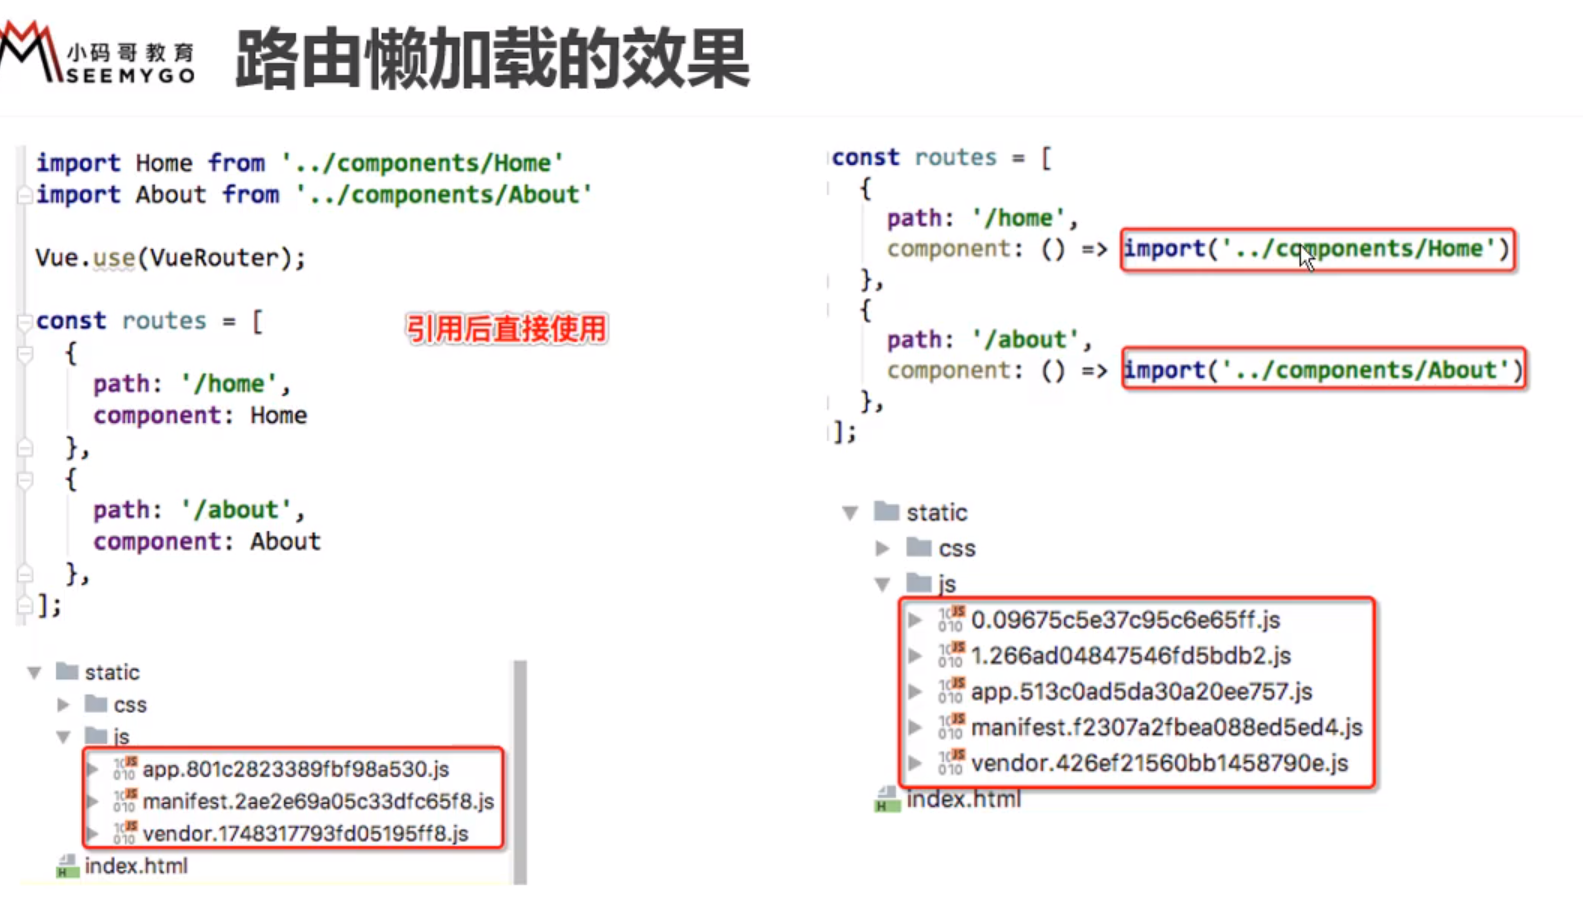 小码哥教育
SEEMYGO
路由懒加载的效果
import Home from '../components/Home'
import About from '../components/About'
Vue.use(VueRouter);
const routes = [
{
path: '/home',
component: Home
},
{
path: '/about',
component: About
},
];
引用后直接使用
static
css
js
app.801c2823389fbf98a530.js
manifest.2ae2e69a05c33dfc65f8.js
vendor.1748317793fd05195ff8.js
index.html
const routes = [
{
path: '/home',
component: () => import('../components/Home')
},
{
path: '/about',
component: () => import('../components/About')
},
];
static
css
js
0.09675c5e37c95c6e65ff.js
1.266ad04847546fd5bdb2.js
app.513c0ad5da30a20ee757.js
manifest.f2307a2fbea088ed5ed4.js
vendor.426ef21560bb1458790e.js
index.html